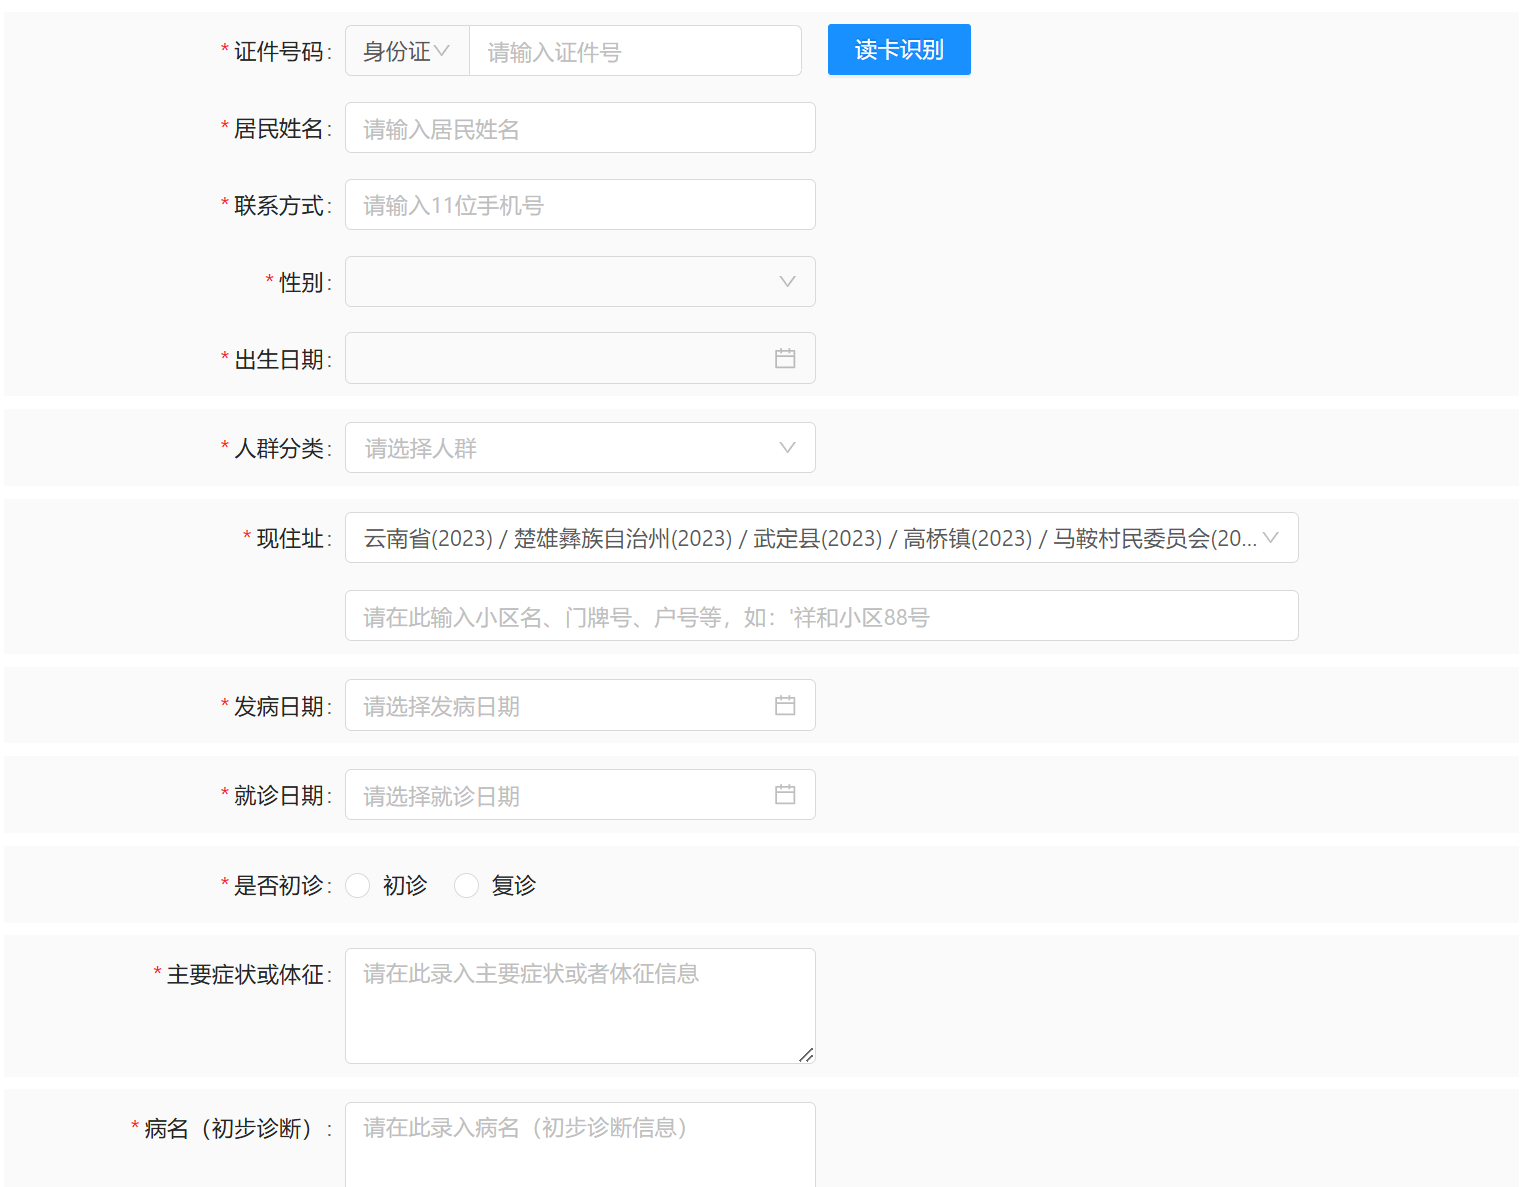 * 证件号码: 身份证 请输入证件号 读卡识别
* 居民姓名: 请输入居民姓名
* 联系方式: 请输入11位手机号
* 性别:
* 出生日期:
* 人群分类: 请选择人群
* 现住址: 云南省(2023) / 楚雄彝族自治州(2023) / 武定县(2023) / 高桥镇(2023) / 马鞍村民委员会(20...
请在此输入小区名、门牌号、户号等，如：'祥和小区88号
* 发病日期: 请选择发病日期
* 就诊日期: 请选择就诊日期
* 是否初诊: 初诊 复诊
* 主要症状或体征: 请在此录入主要症状或者体征信息
* 病名（初步诊断）: 请在此录入病名（初步诊断信息）